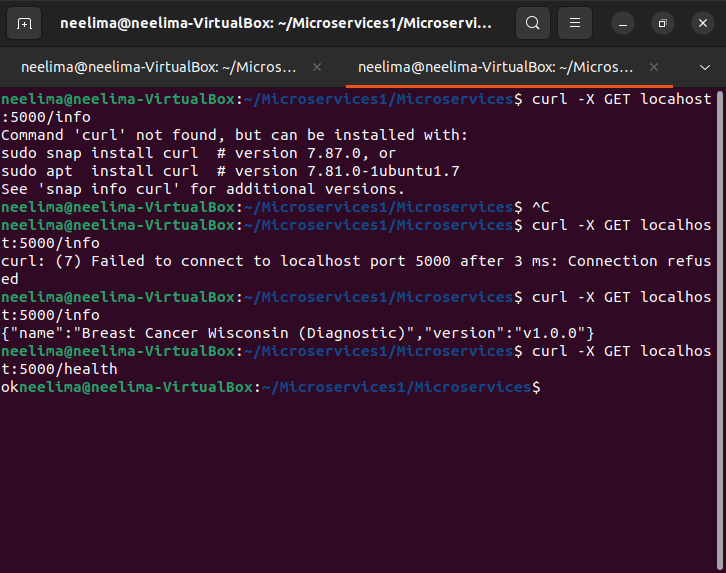 neelima@neelima-VirtualBox: ~/Microservices1/Microservi...
neelima@neelima-VirtualBox: ~/Micros...
neelima@neelima-VirtualBox: ~/Micros...
neelima@neelima-VirtualBox:~/Microservices1/Microservices$ curl -X GET locahost
:5000/info
Command 'curl' not found, but can be installed with:
sudo snap install curl  # version 7.87.0, or
sudo apt  install curl  # version 7.81.0-1ubuntu1.7
See 'snap info curl' for additional versions.
neelima@neelima-VirtualBox:~/Microservices1/Microservices$ ^C
neelima@neelima-VirtualBox:~/Microservices1/Microservices$ curl -X GET localhos
t:5000/info
curl: (7) Failed to connect to localhost port 5000 after 3 ms: Connection refus
ed
neelima@neelima-VirtualBox:~/Microservices1/Microservices$ curl -X GET localhos
t:5000/info
{"name":"Breast Cancer Wisconsin (Diagnostic)","version":"v1.0.0"}
neelima@neelima-VirtualBox:~/Microservices1/Microservices$ curl -X GET localhos
t:5000/health
okneelima@neelima-VirtualBox:~/Microservices1/Microservices$